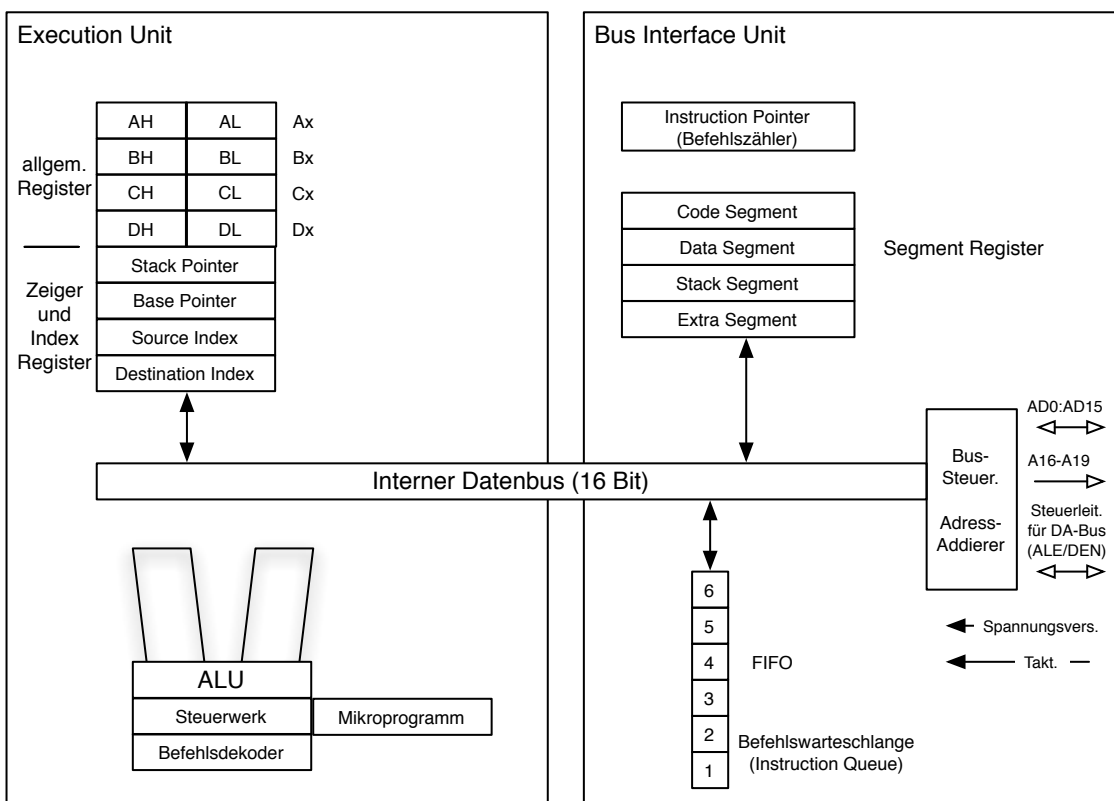 Execution Unit
AH AL Ax
BH BL Bx
CH CL Cx
DH DL Dx
allgem.
Register
Stack Pointer
Base Pointer
Source Index
Destination Index
Zeiger
und
Index
Register
Bus Interface Unit
Instruction Pointer
(Befehlszähler)
Code Segment
Data Segment
Stack Segment
Extra Segment
Segment Register
Interner Datenbus (16 Bit)
Bus-
Steuer.
Adress-
Addierer
AD0:AD15
A16-A19
Steuerleit.
für DA-Bus
(ALE/DEN)
Spannungsvers.
Takt.
ALU
Steuerwerk
Mikroprogramm
Befehlsdekoder
6
5
4
3
2
1
FIFO
Befehlswarteschlange
(Instruction Queue)